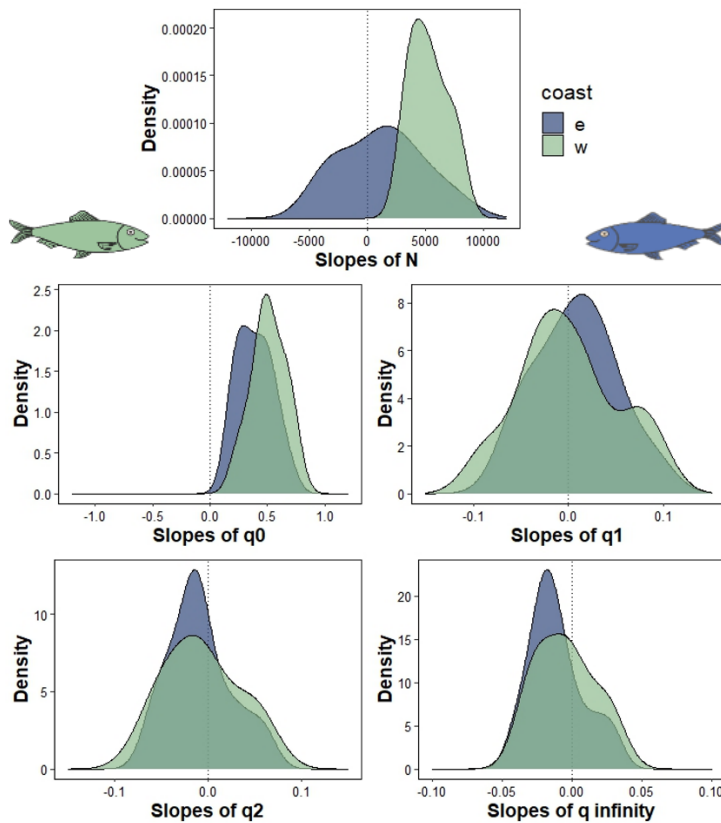 0.00020
0.00015
0.00010
0.00005
0.00000
Density
-10000 -5000 0 5000 10000
Slopes of N
coast
e
w
2.5
2.0
1.5
1.0
0.5
0.0
Density
-1.0 -0.5 0.0 0.5 1.0
Slopes of q0
8
6
4
2
0
Density
-0.1 0.0 0.1
Slopes of q1
10
5
0
Density
-0.1 0.0 0.1
Slopes of q2
20
15
10
5
0
Density
-0.10 -0.05 0.00 0.05 0.10
Slopes of q infinity